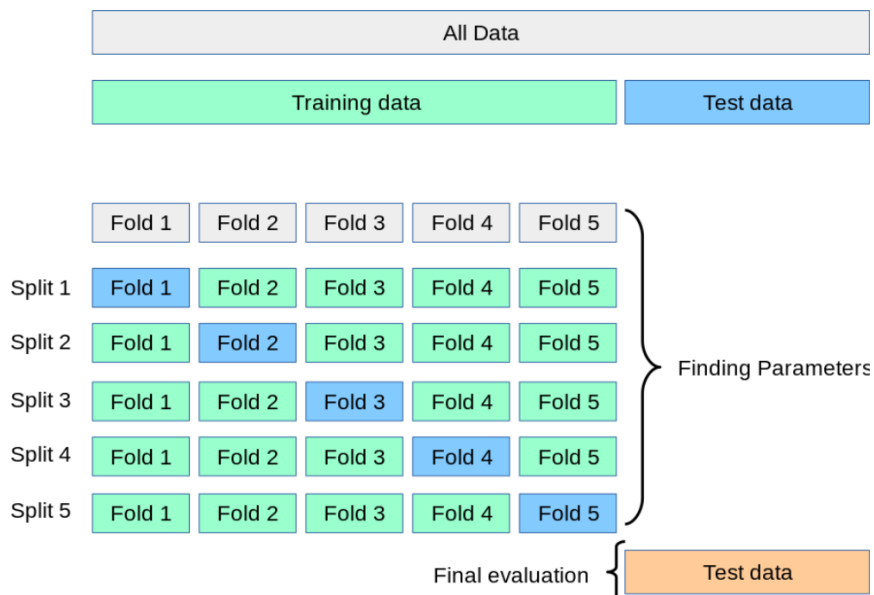 All Data
Training data Test data
Fold 1 Fold 2 Fold 3 Fold 4 Fold 5
Split 1 Fold 1 Fold 2 Fold 3 Fold 4 Fold 5
Split 2 Fold 1 Fold 2 Fold 3 Fold 4 Fold 5
Finding Parameters
Split 3 Fold 1 Fold 2 Fold 3 Fold 4 Fold 5
Split 4 Fold 1 Fold 2 Fold 3 Fold 4 Fold 5
Split 5 Fold 1 Fold 2 Fold 3 Fold 4 Fold 5
Final evaluation Test data